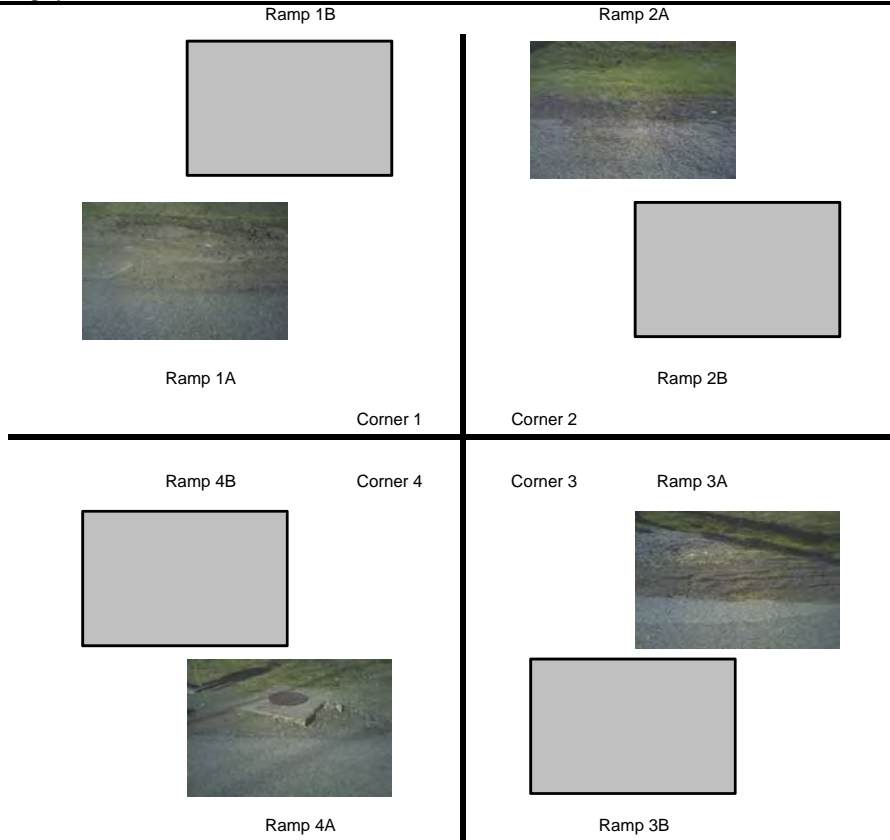 Ramp 1B
Ramp 2A
Ramp 1A
Ramp 2B
Corner 1
Corner 2
Ramp 4B
Corner 4
Corner 3
Ramp 3A
Ramp 4A
Ramp 3B